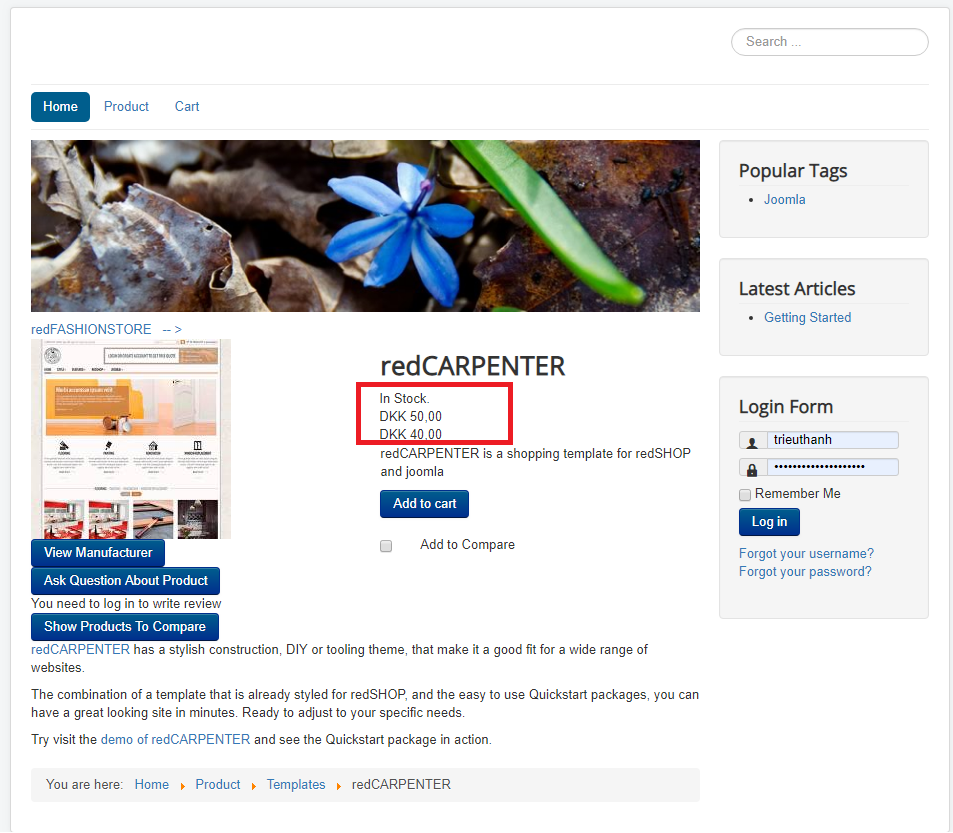 Search ...
Home
Product
Cart
redFASHIONSTORE -- >
redCARPENTER
In Stock.
DKK 50,00
DKK 40,00
redCARPENTER is a shopping template for redSHOP
and joomla
Add to cart
Add to Compare
View Manufacturer
Ask Question About Product
You need to log in to write review
Show Products To Compare
redCARPENTER has a stylish construction, DIY or tooling theme, that make it a good fit for a wide range of
websites.
The combination of a template that is already styled for redSHOP, and the easy to use Quickstart packages, you can
have a great looking site in minutes. Ready to adjust to your specific needs.
Try visit the demo of redCARPENTER and see the Quickstart package in action.
You are here: Home Product Templates redCARPENTER
Popular Tags
Joomla
Latest Articles
Getting Started
Login Form
trieuthanh
Remember Me
Log in
Forgot your username?
Forgot your password?